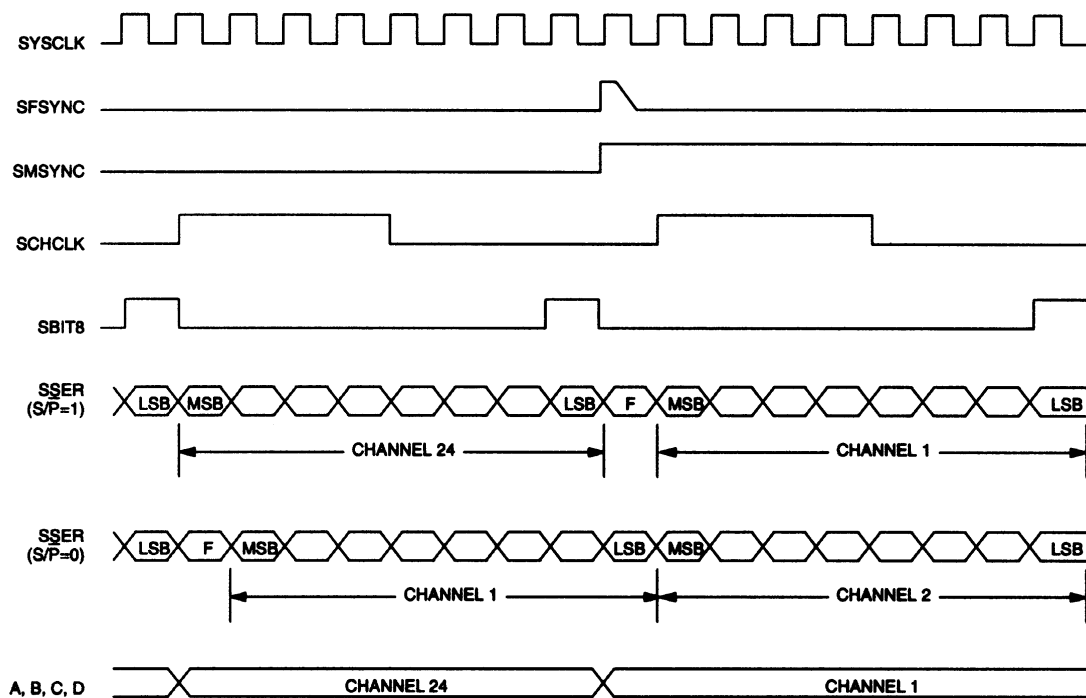 SYSCLK
SFSYNC
SMSYNC
SCHCLK
SBIT8
SSER
(S/P=1)
LSB MSB LSB F MSB LSB
CHANNEL 24 CHANNEL 1
SSER
(S/P=0)
LSB F MSB LSB MSB LSB
CHANNEL 1 CHANNEL 2
A, B, C, D CHANNEL 24 CHANNEL 1